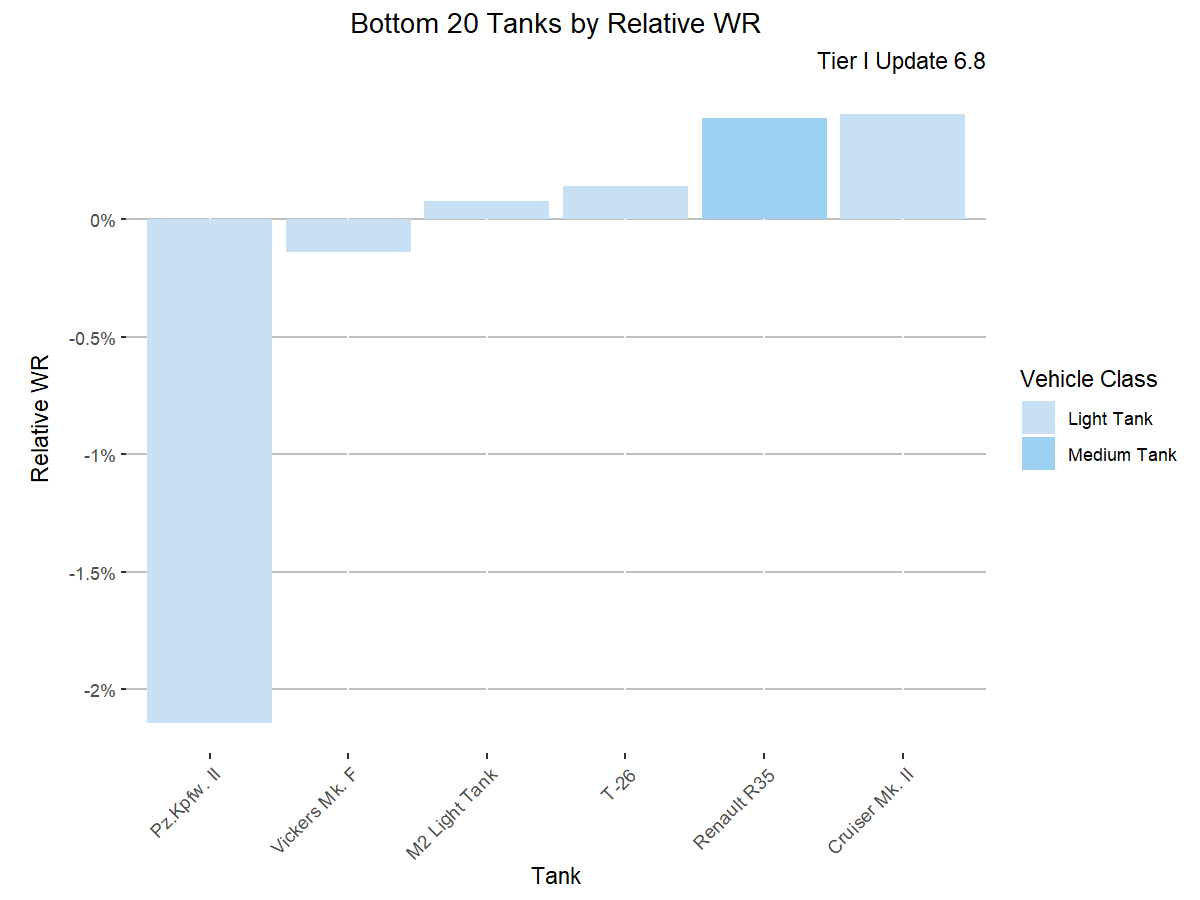 Bottom 20 Tanks by Relative WR
Tier I Update 6.8
0%
-0.5%
-1%
-1.5%
-2%
Relative WR
Pz.Kpfw. II
Vickers Mk. F
M2 Light Tank
T-26
Renault R35
Cruiser Mk. II
Tank
Vehicle Class
Light Tank
Medium Tank